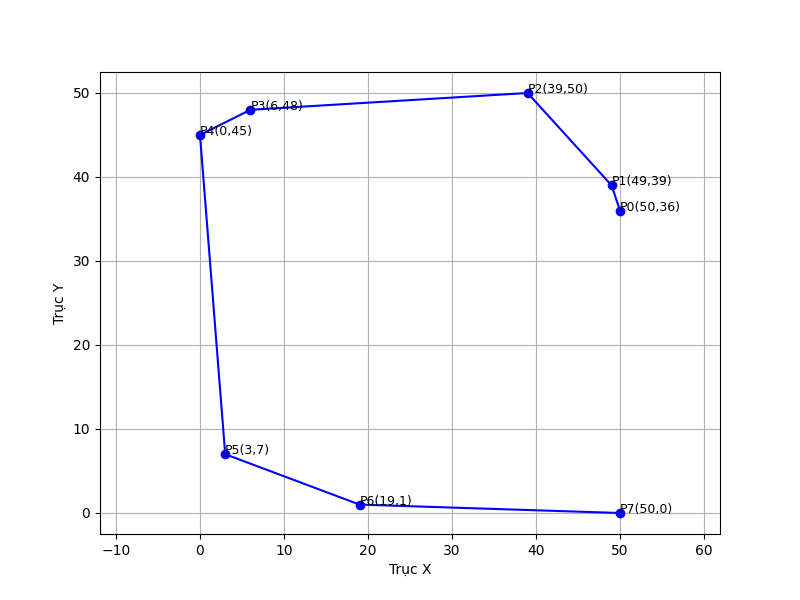 50
40
30
20
10
0
Trục Y
P2(39,50)
P3(6,48)
P4(0,45)
P1(49,39)
P0(50,36)
P5(3,7)
P6(19,1)
P7(50,0)
−10
0
10
20
30
40
50
60
Trục X